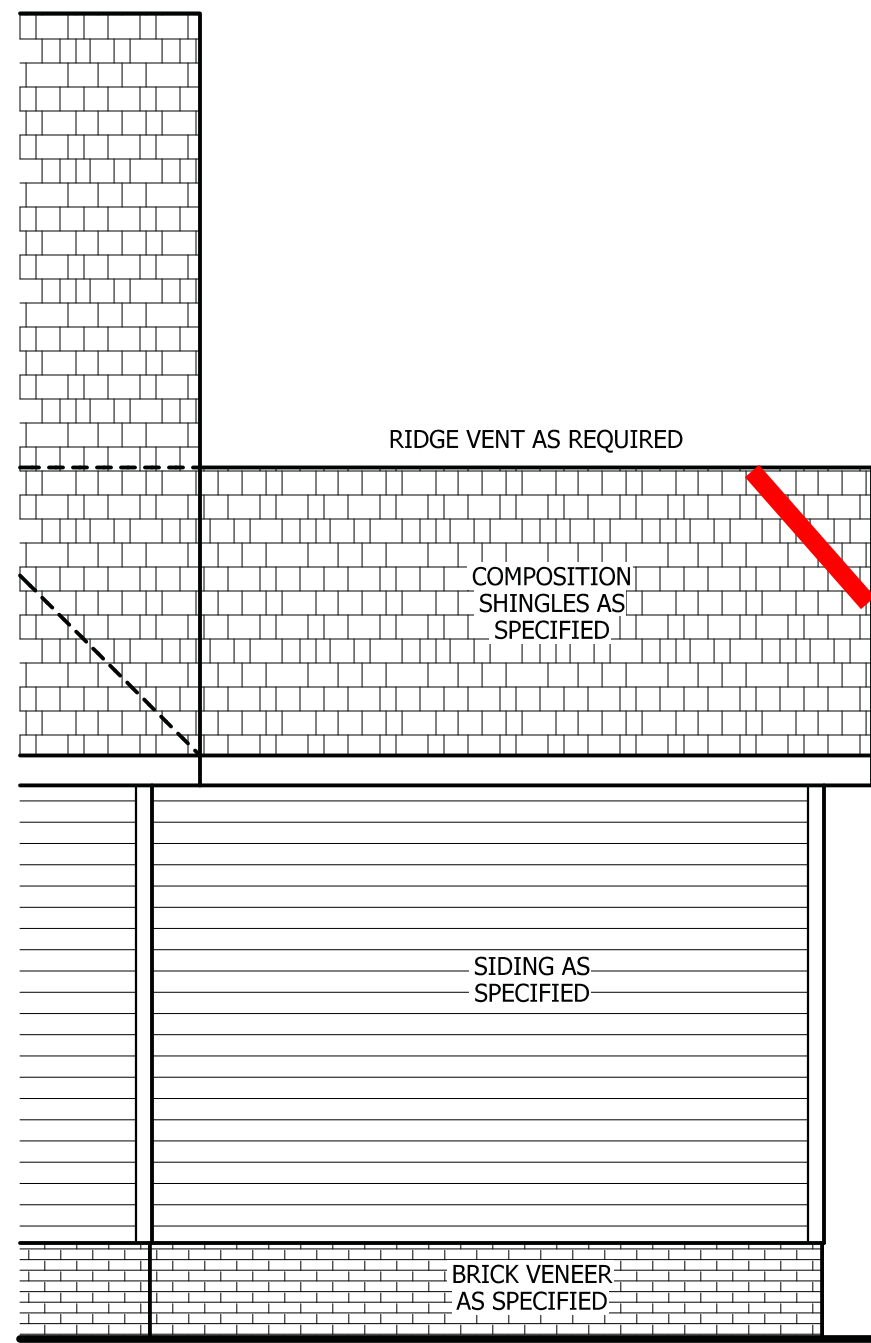 RIDGE VENT AS REQUIRED
COMPOSITION
SHINGLES AS
SPECIFIED
SIDING AS
SPECIFIED
BRICK VENEER
AS SPECIFIED